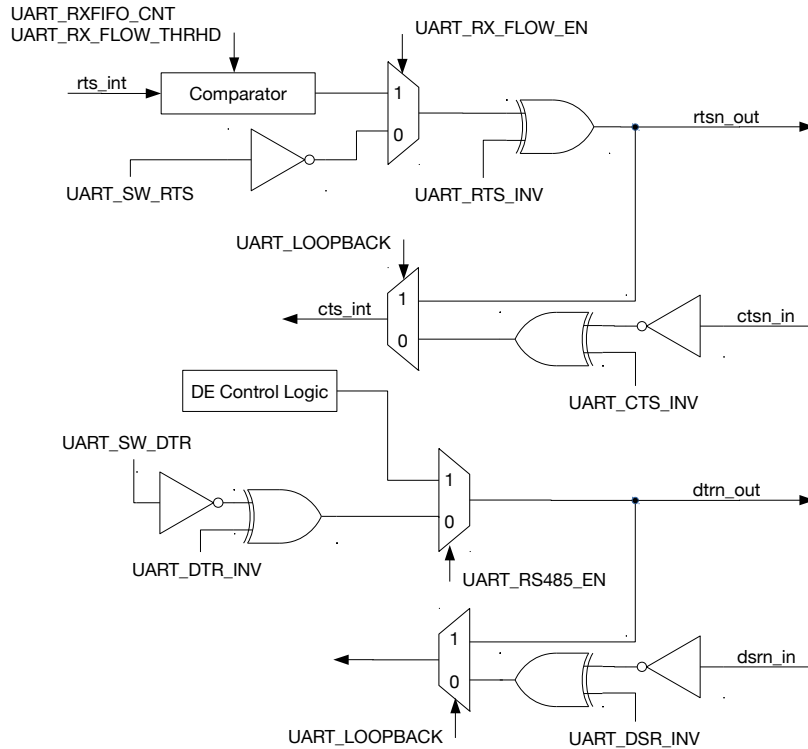 UART_RXFIFO_CNT
UART_RX_FLOW_THRHD
UART_RX_FLOW_EN
rts_int
Comparator
1
0
rtsn_out
UART_SW_RTS
UART_RTS_INV
UART_LOOPBACK
1
cts_int
0
ctsn_in
DE Control Logic
UART_CTS_INV
UART_SW_DTR
1
dtrn_out
0
UART_DTR_INV
UART_RS485_EN
1
dsrn_in
0
UART_LOOPBACK
UART_DSR_INV